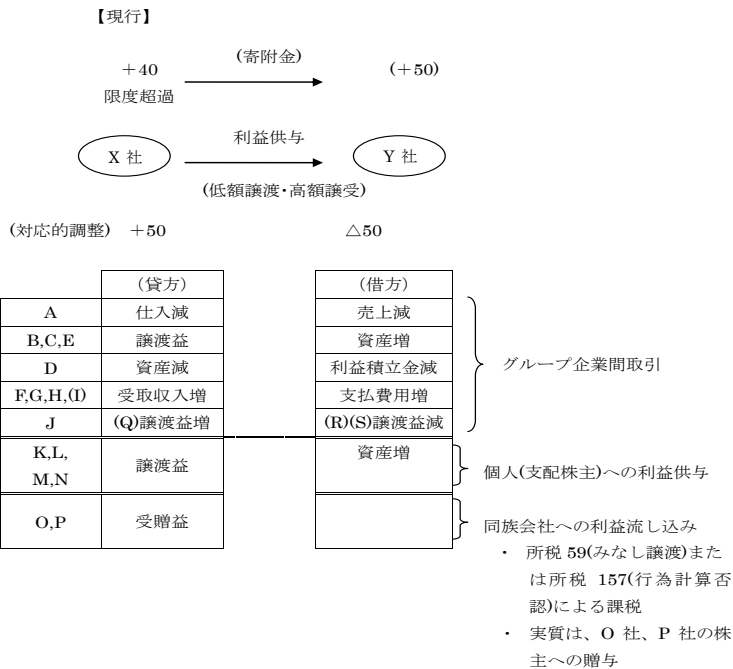 【現行】
(寄附金)
＋40
(＋50)
限度超過
利益供与
X 社
Y 社
(低額譲渡・高額譲受)
(対応的調整) ＋50 △50
(貸方) (借方)
A 仕入減 売上減
B,C,E 譲渡益 資産増
D 資産減 利益積立金減
F,G,H,(I) 受取収入増 支払費用増
J (Q)譲渡益増 (R)(S)譲渡益減
グループ企業間取引
K,L,
M,N
譲渡益
資産増
個人(支配株主)への利益供与
O,P 受贈益
同族会社への利益流し込み
・ 所税 59(みなし譲渡)また
は所税 157(行為計算否
認)による課税
・ 実質は、O 社、P 社の株
主への贈与